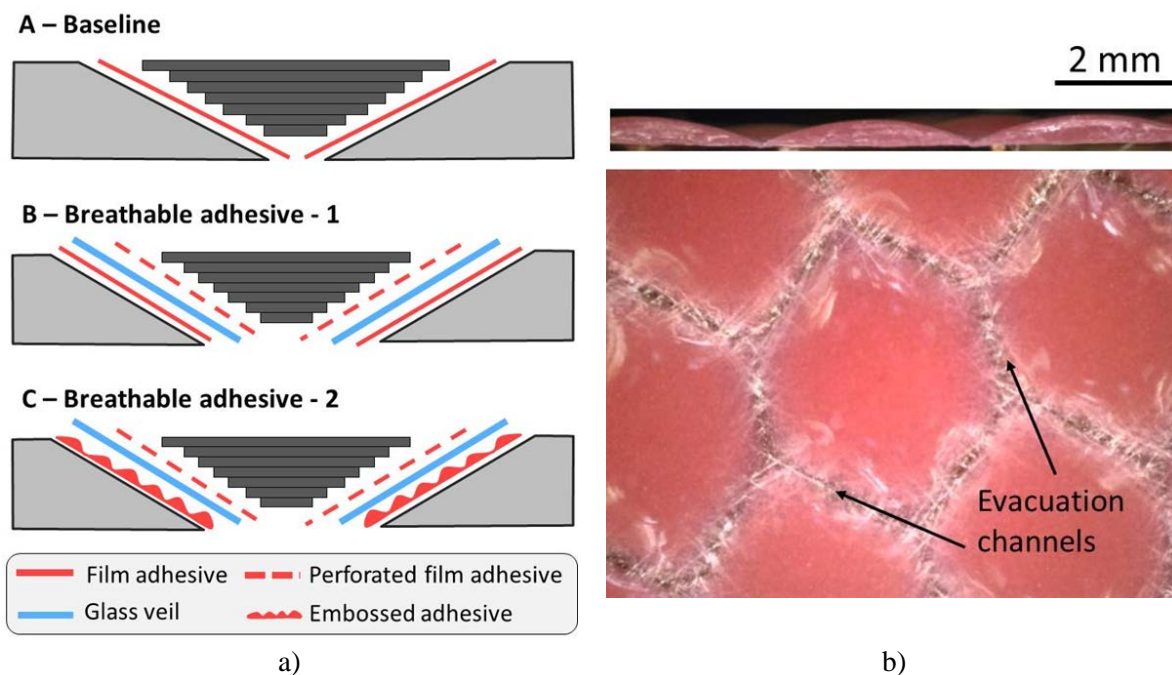 A – Baseline
B – Breathable adhesive - 1
C – Breathable adhesive - 2
Film adhesive
Perforated film adhesive
Glass veil
Embossed adhesive
a)
2 mm
Evacuation
channels
b)